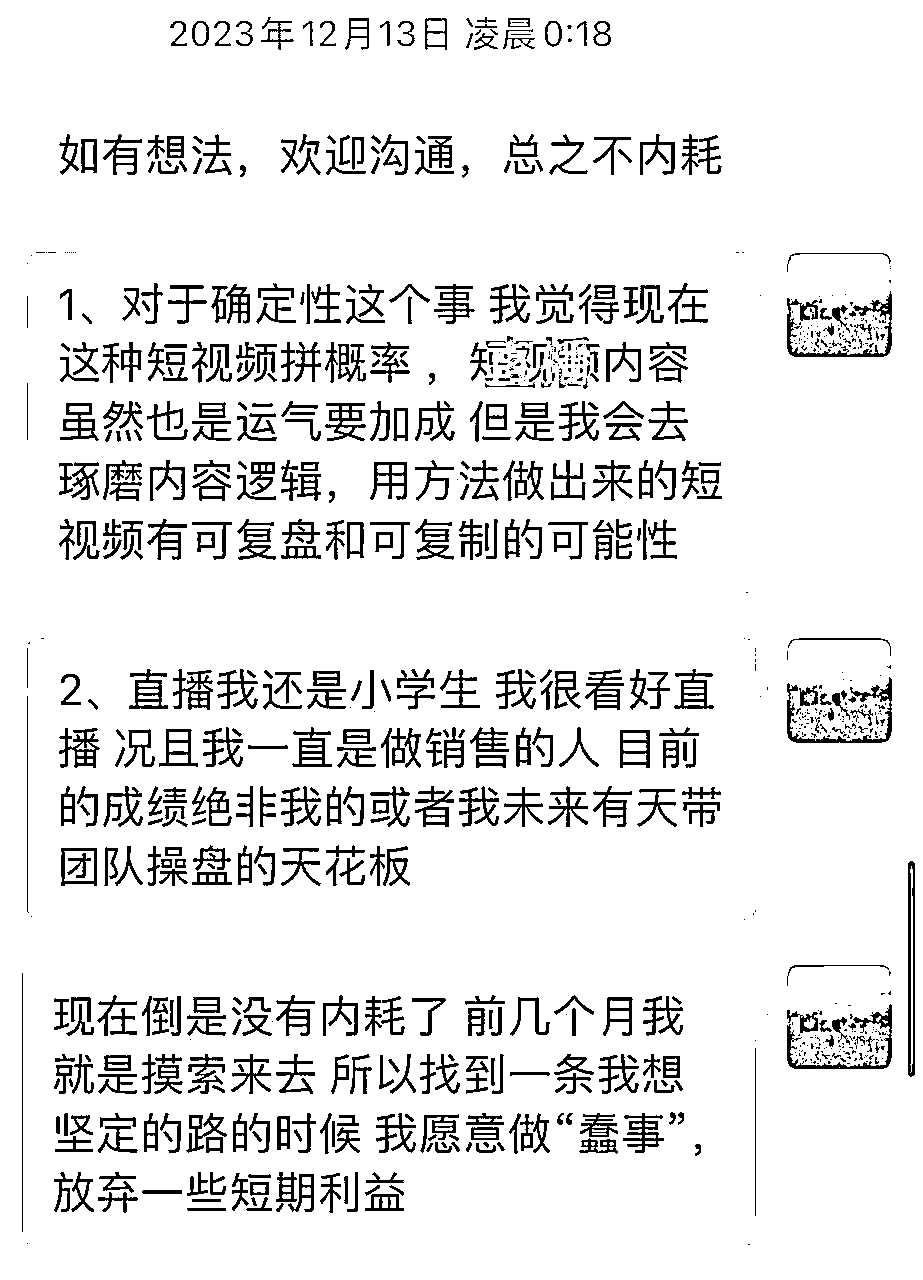 2023年12月13日 凌晨0:18
如有想法，欢迎沟通，总之不内耗
1、对于确定性这个事 我觉得现在
这种短视频拼概率 ，短视频内容
虽然也是运气要加成 但是我会去
琢磨内容逻辑，用方法做出来的短
视频有可复盘和可复制的可能性
2、直播我还是小学生 我很看好直
播 况且我一直是做销售的人 目前
的成绩绝非我的或者我未来有天带
团队操盘的天花板
现在倒是没有内耗了 前几个月我
就是摸索来去 所以找到一条我想
坚定的路的时候 我愿意做“蠢事”，
放弃一些短期利益